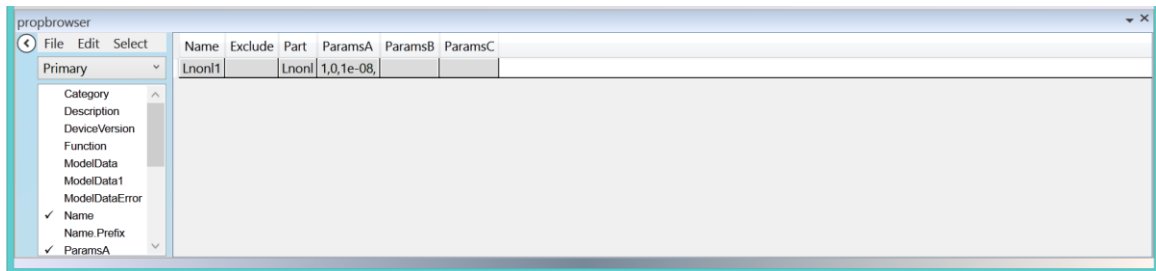 propbrowser
File Edit Select
Primary
Category
Description
DeviceVersion
Function
ModelData
ModelData1
ModelDataError
✓ Name
Name.Prefix
✓ ParamsA
Name Exclude Part ParamsA ParamsB ParamsC
Lnonl1 Lnonl 1,0,1e-08,